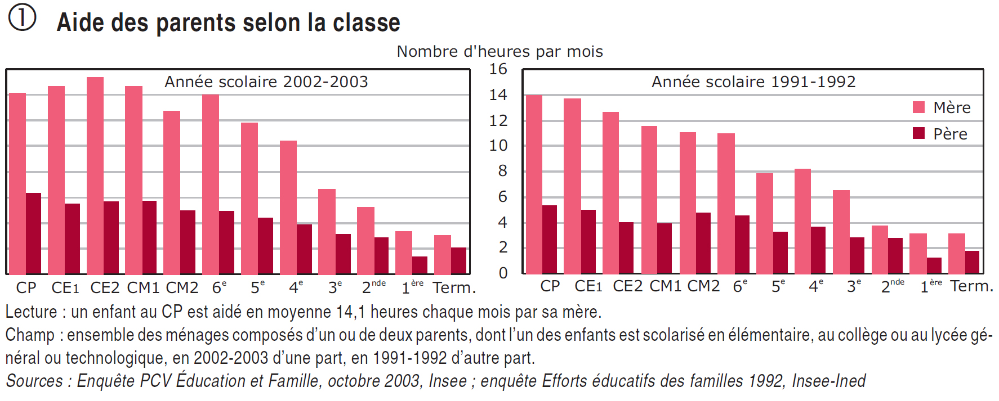 ① Aide des parents selon la classe
Nombre d'heures par mois
Année scolaire 2002-2003
CP CE1 CE2 CM1 CM2 6e 5e 4e 3e 2nde 1ère Term.
16
14
12
10
8
6
4
2
0
Année scolaire 1991-1992
Mère
Père
CP CE1 CE2 CM1 CM2 6e 5e 4e 3e 2nde 1ère Term.
Lecture : un enfant au CP est aidé en moyenne 14,1 heures chaque mois par sa mère.
Champ : ensemble des ménages composés d’un ou de deux parents, dont l’un des enfants est scolarisé en élémentaire, au collège ou au lycée gé-
néral ou technologique, en 2002-2003 d’une part, en 1991-1992 d’autre part.
Sources : Enquête PCV Éducation et Famille, octobre 2003, Insee ; enquête Efforts éducatifs des familles 1992, Insee-Ined